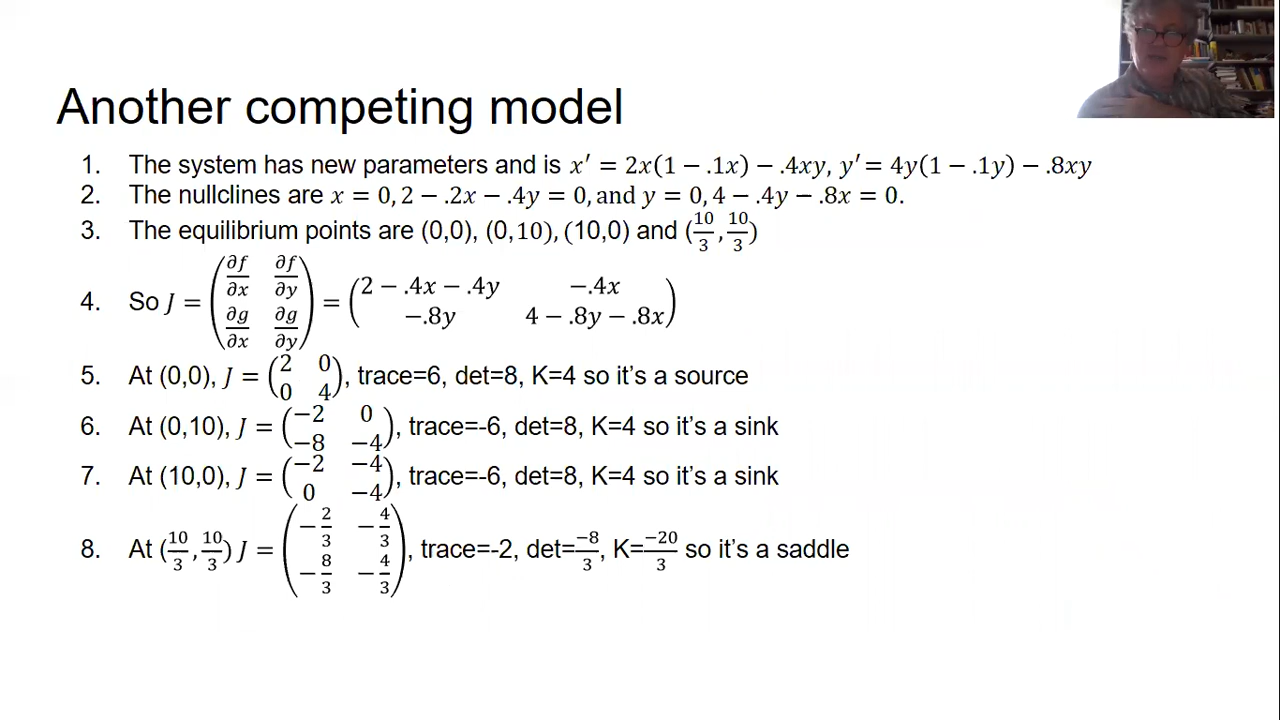 Another competing model
1. The system has new parameters and is x′ = 2x(1 − .1x) − .4xy, y′ = 4y(1 − .1y) − .8xy
2. The nullclines are x = 0, 2 − .2x − .4y = 0, and y = 0, 4 − .4y − .8x = 0.
3. The equilibrium points are (0,0), (0,10), (10,0) and (10/3, 10/3)
4. So J = (∂f/∂x ∂f/∂y ; ∂g/∂x ∂g/∂y) = (2 − .4x − .4y −.4x ; −.8y 4 − .8y − .8x)
5. At (0,0), J = (2 0 ; 0 4), trace=6, det=8, K=4 so it’s a source
6. At (0,10), J = (−2 0 ; −8 −4), trace=-6, det=8, K=4 so it’s a sink
7. At (10,0), J = (−2 −4 ; 0 −4), trace=-6, det=8, K=4 so it’s a sink
8. At (10/3, 10/3) J = (−2/3 −4/3 ; −8/3 −4/3), trace=-2, det=−8/3, K=−20/3 so it’s a saddle